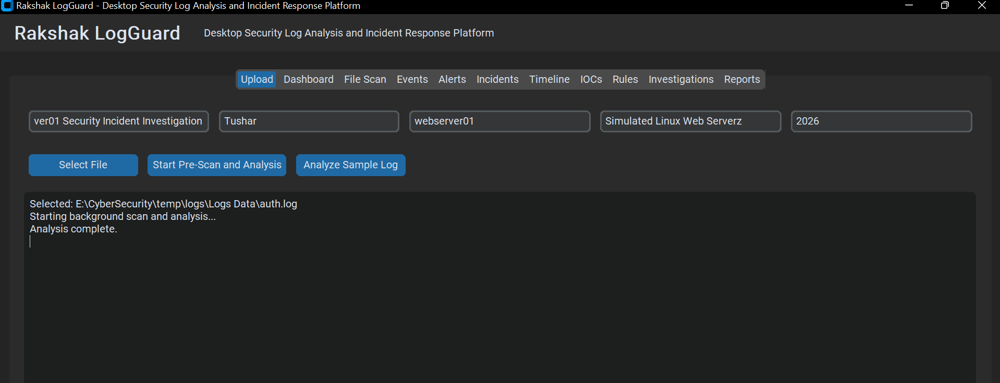 Rakshak LogGuard - Desktop Security Log Analysis and Incident Response Platform
Rakshak LogGuard Desktop Security Log Analysis and Incident Response Platform
Upload Dashboard File Scan Events Alerts Incidents Timeline IOCs Rules Investigations Reports
ver01 Security Incident Investigation Tushar webserver01 Simulated Linux Web Serverz 2026
Select File Start Pre-Scan and Analysis Analyze Sample Log
Selected: E:\CyberSecurity\temp\logs\Logs Data\auth.log
Starting background scan and analysis...
Analysis complete.